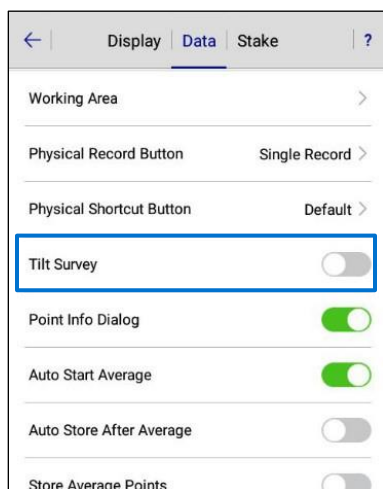 Display Data Stake ?
Working Area
Physical Record Button Single Record
Physical Shortcut Button Default
Tilt Survey
Point Info Dialog
Auto Start Average
Auto Store After Average
Store Average Points